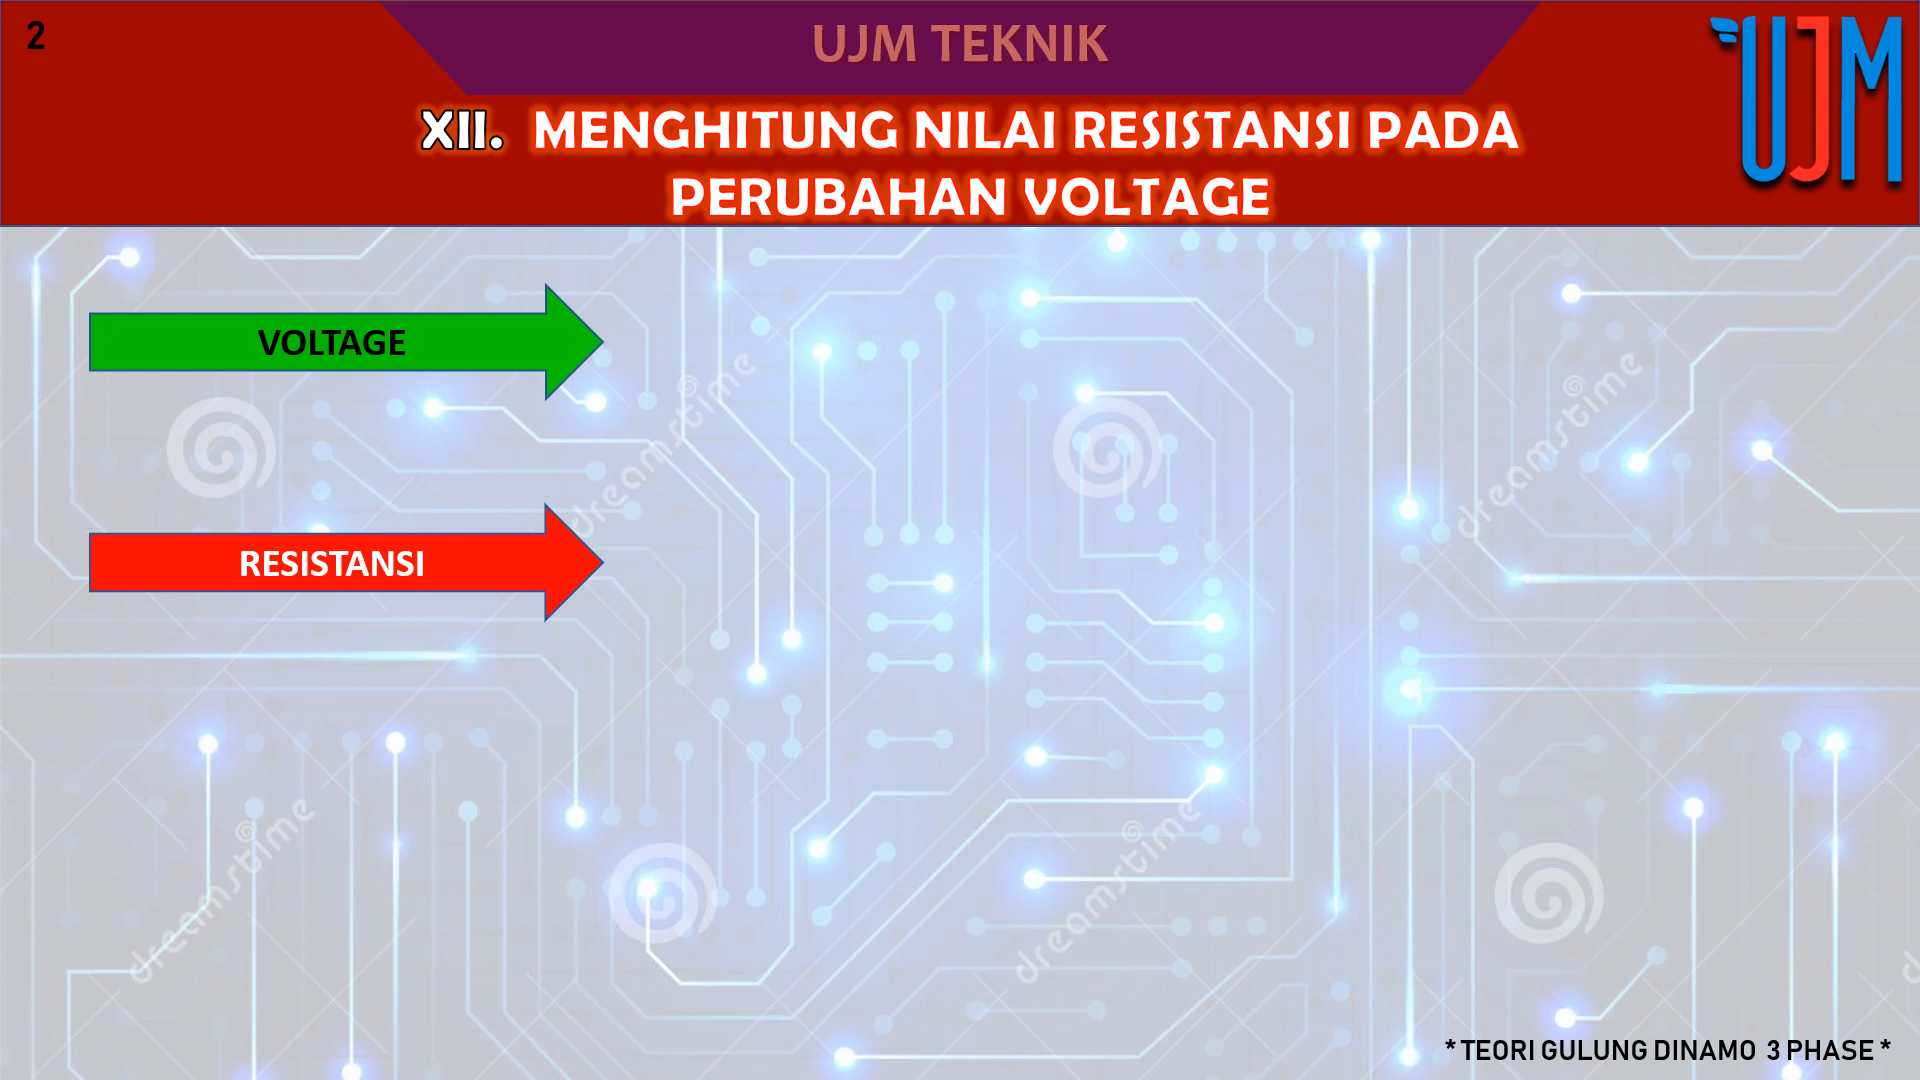 2
UJM TEKNIK
UJM
XII. MENGHITUNG NILAI RESISTANSI PADA
PERUBAHAN VOLTAGE
VOLTAGE
dreamstime
dreamstime
RESISTANSI
dreamstime
dreamstime
* TEORI GULUNG DINAMO 3 PHASE *